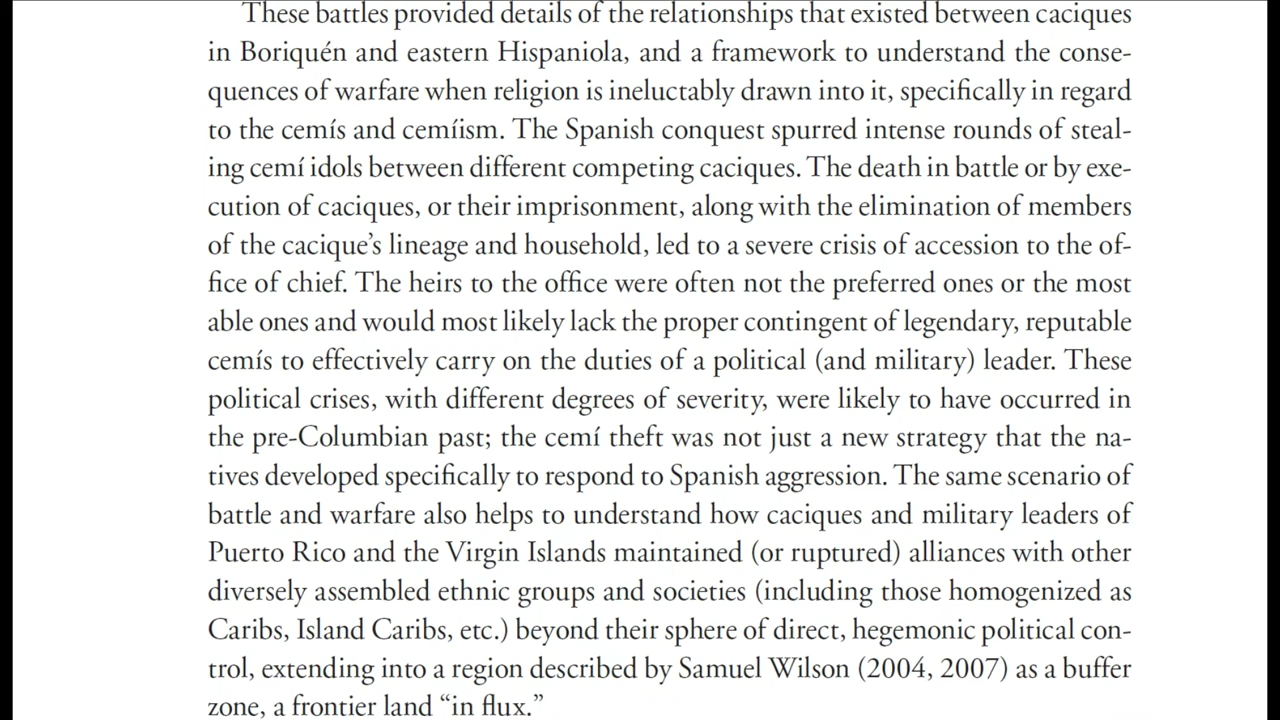 These battles provided details of the relationships that existed between caciques
in Boriquén and eastern Hispaniola, and a framework to understand the conse-
quences of warfare when religion is ineluctably drawn into it, specifically in regard
to the cemís and cemíism. The Spanish conquest spurred intense rounds of steal-
ing cemí idols between different competing caciques. The death in battle or by exe-
cution of caciques, or their imprisonment, along with the elimination of members
of the cacique’s lineage and household, led to a severe crisis of accession to the of-
fice of chief. The heirs to the office were often not the preferred ones or the most
able ones and would most likely lack the proper contingent of legendary, reputable
cemís to effectively carry on the duties of a political (and military) leader. These
political crises, with different degrees of severity, were likely to have occurred in
the pre-Columbian past; the cemí theft was not just a new strategy that the na-
tives developed specifically to respond to Spanish aggression. The same scenario of
battle and warfare also helps to understand how caciques and military leaders of
Puerto Rico and the Virgin Islands maintained (or ruptured) alliances with other
diversely assembled ethnic groups and societies (including those homogenized as
Caribs, Island Caribs, etc.) beyond their sphere of direct, hegemonic political con-
trol, extending into a region described by Samuel Wilson (2004, 2007) as a buffer
zone, a frontier land “in flux.”